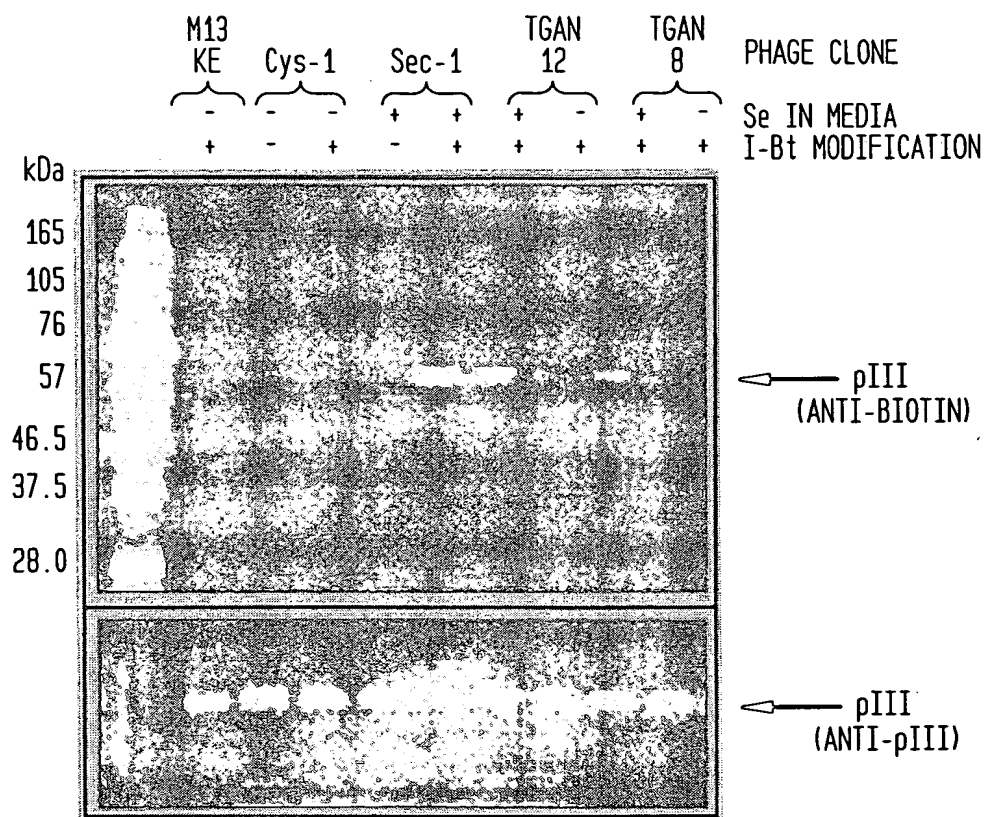 M13 KE
Cys-1
Sec-1
TGAN 12
TGAN 8
PHAGE CLONE
- - - + + + - + - Se IN MEDIA
+ - + - + + + + + I-Bt MODIFICATION
kDa
165
105
76
57
46.5
37.5
28.0
pIII
(ANTI-BIOTIN)
pIII
(ANTI-pIII)